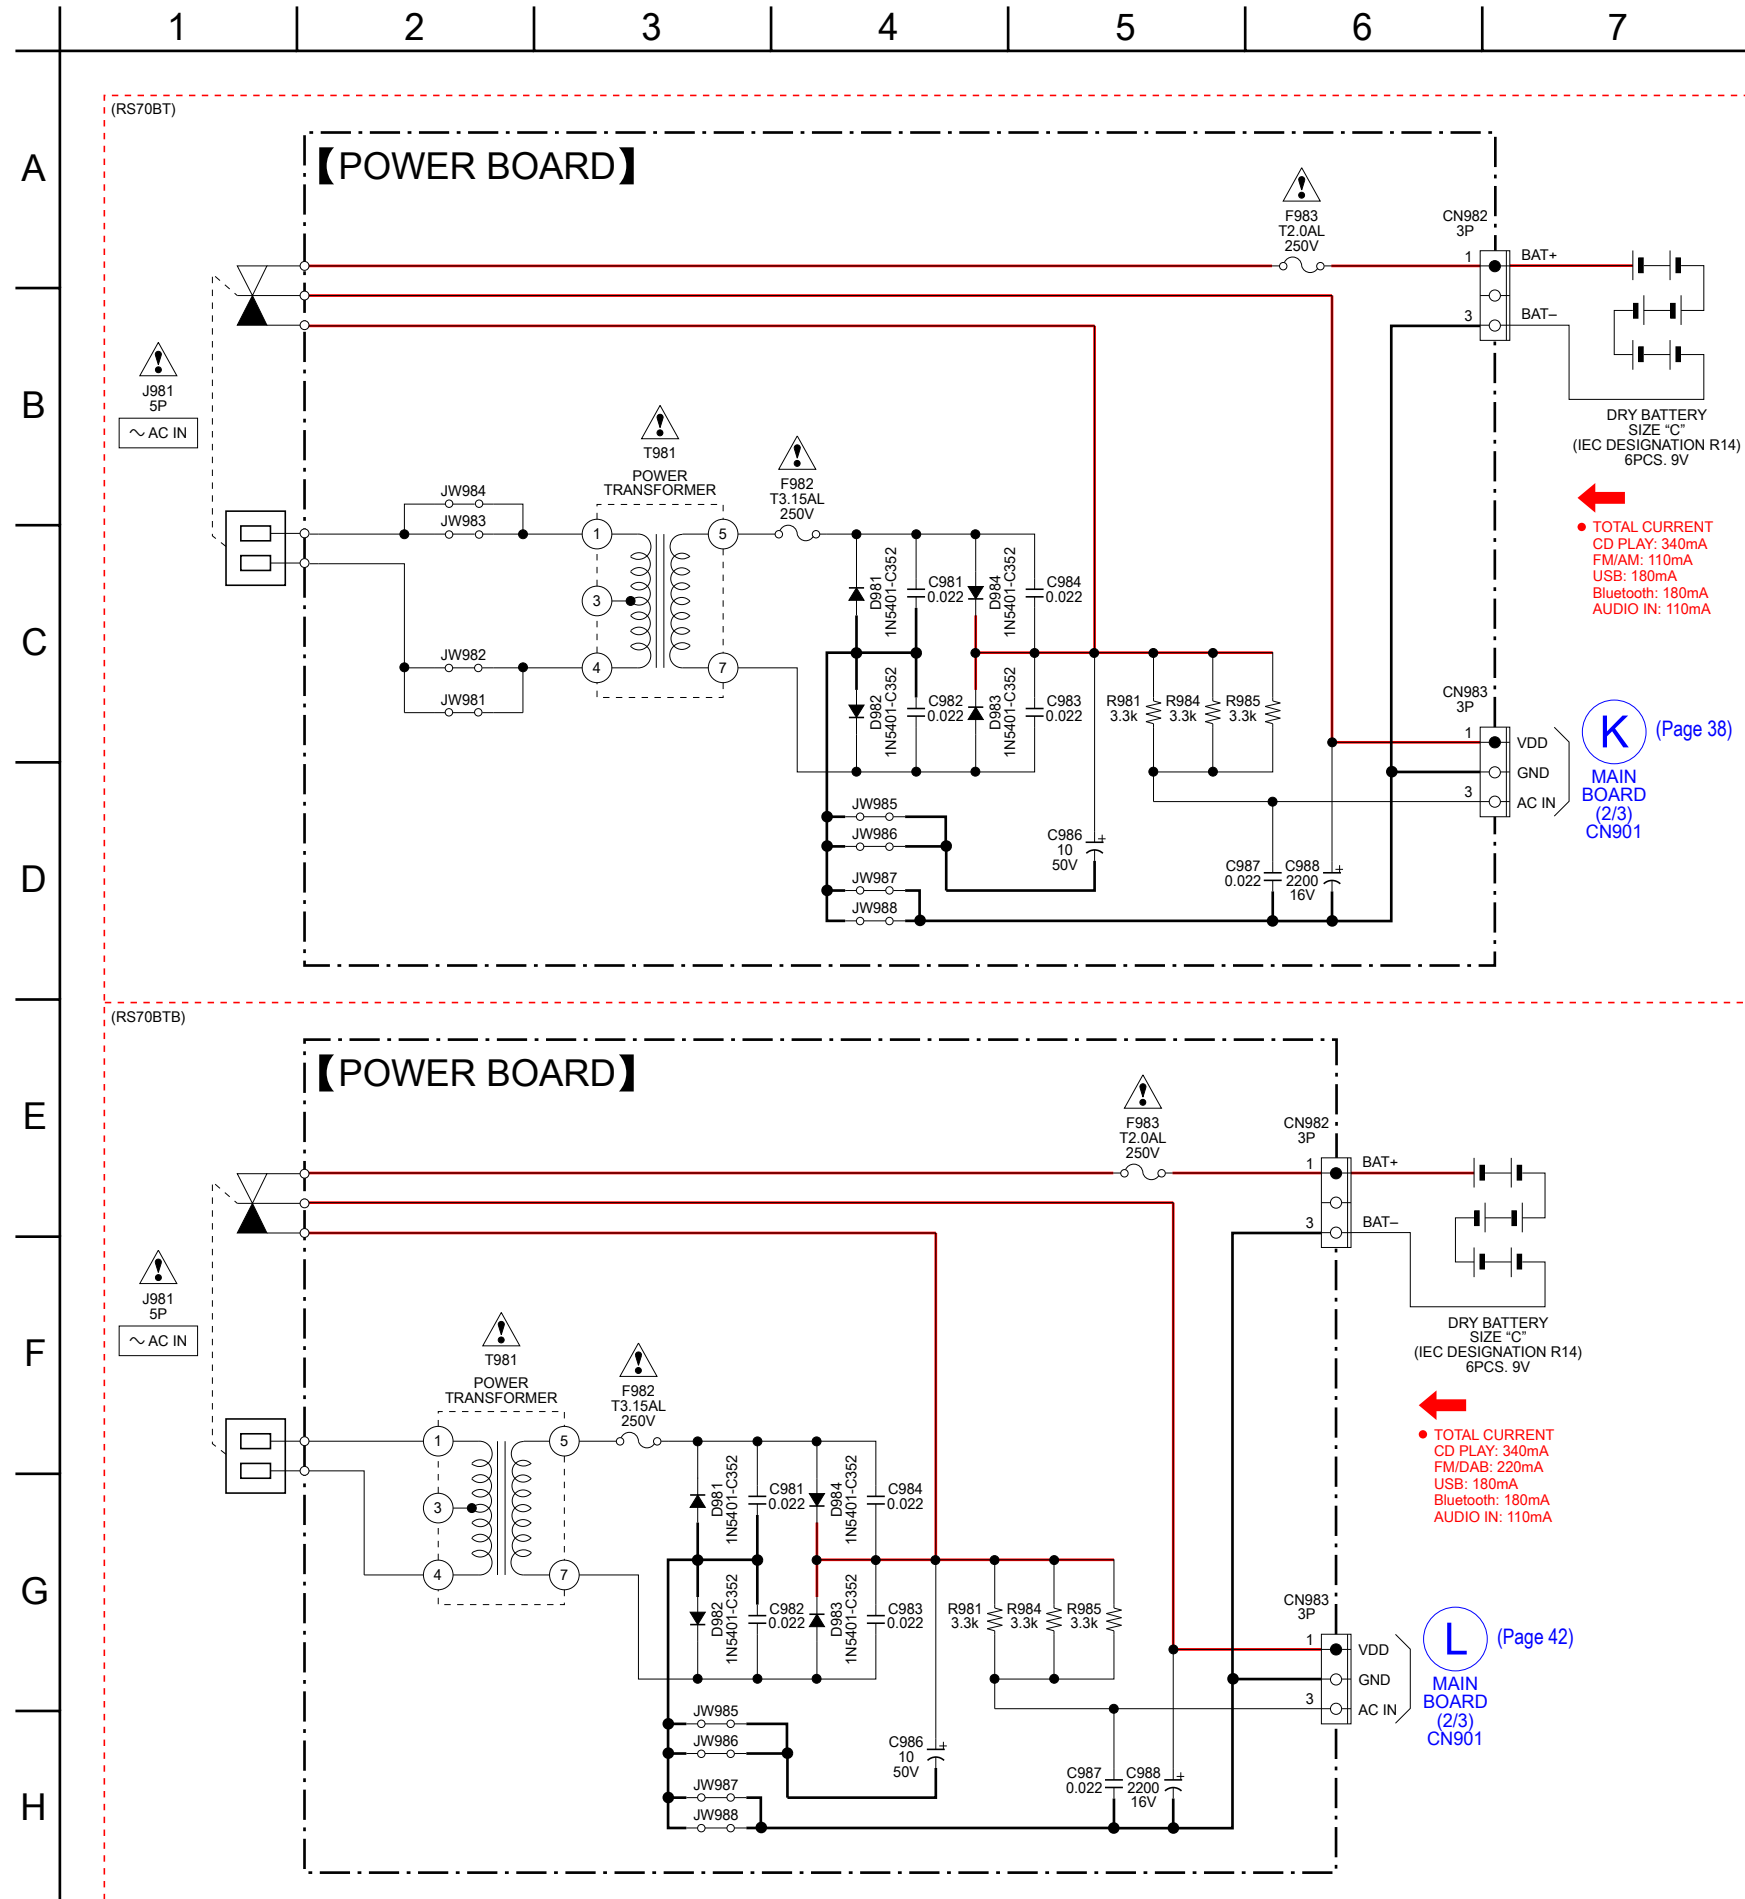 1 2 3 4 5 6 7
(RS70BT)
A
【POWER BOARD】
F983
T2.0AL
250V
CN982
3P
1
BAT+
3
BAT–
B
J981
5P
~ AC IN
T981
POWER
TRANSFORMER
F982
T3.15AL
250V
DRY BATTERY
SIZE “C”
(IEC DESIGNATION R14)
6PCS. 9V
JW984
JW983
1
5
3
4
7
JW982
JW981
C
D981
1N5401-C352
C981
0.022
D984
1N5401-C352
C984
0.022
D982
1N5401-C352
C982
0.022
D983
1N5401-C352
C983
0.022
● TOTAL CURRENT
CD PLAY: 340mA
FM/AM: 110mA
USB: 180mA
Bluetooth: 180mA
AUDIO IN: 110mA
R981
3.3k
R984
3.3k
R985
3.3k
CN983
3P
1
VDD
GND
3
AC IN
K
(Page 38)
MAIN
BOARD
(2/3)
CN901
D
JW985
JW986
JW987
JW988
C986
10
50V
+
C987
0.022
C988
2200
16V
+
(RS70BTB)
E
【POWER BOARD】
F983
T2.0AL
250V
CN982
3P
1
BAT+
3
BAT–
F
J981
5P
~ AC IN
T981
POWER
TRANSFORMER
F982
T3.15AL
250V
DRY BATTERY
SIZE “C”
(IEC DESIGNATION R14)
6PCS. 9V
1
5
3
4
7
● TOTAL CURRENT
CD PLAY: 340mA
FM/DAB: 220mA
USB: 180mA
Bluetooth: 180mA
AUDIO IN: 110mA
G
D981
1N5401-C352
C981
0.022
D984
1N5401-C352
C984
0.022
D982
1N5401-C352
C982
0.022
D983
1N5401-C352
C983
0.022
R981
3.3k
R984
3.3k
R985
3.3k
CN983
3P
1
VDD
GND
3
AC IN
L
(Page 42)
MAIN
BOARD
(2/3)
CN901
H
JW985
JW986
JW987
JW988
C986
10
50V
+
C987
0.022
C988
2200
16V
+